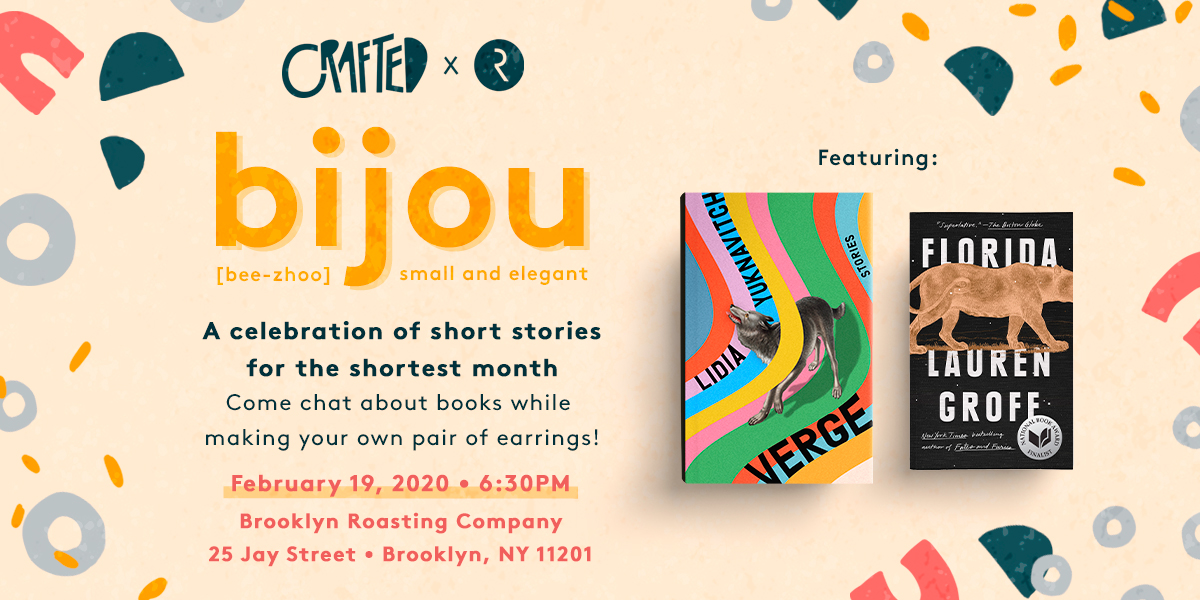 CRAFTED x R
bijou
[bee-zhoo] small and elegant
A celebration of short stories
for the shortest month
Come chat about books while
making your own pair of earrings!
February 19, 2020 • 6:30PM
Brooklyn Roasting Company
25 Jay Street • Brooklyn, NY 11201
Featuring:
LIDIA YUKNAVITCH
STORIES
VERGE
"Superlative." —The Boston Globe
FLORIDA
LAUREN
GROFF
New York Times bestselling
author of Fates and Furies
NATIONAL BOOK AWARD
FINALIST